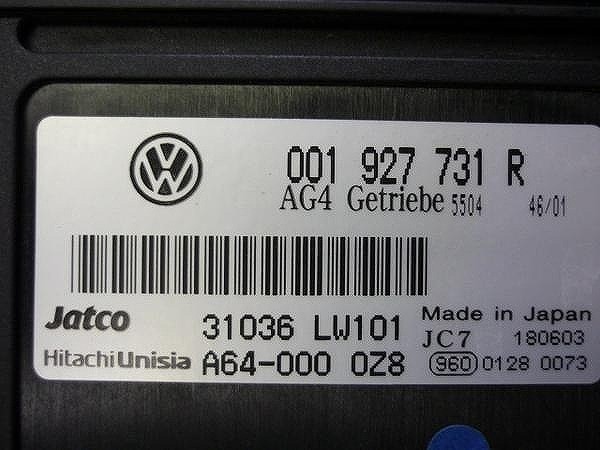 001 927 731 R
AG4 Getriebe 5504 46/01
Jatco 31036 LW101 Made in Japan
JC7 180603
HitachiUnisia A64-000 0Z8 960 0128 0073